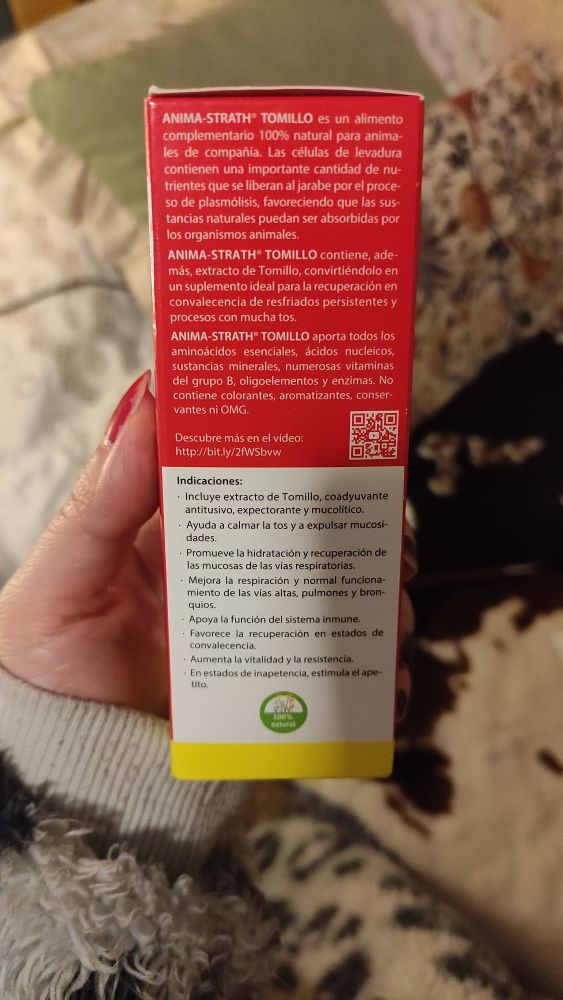 ANIMA-STRATH® TOMILLO es un alimento
complementario 100% natural para anima-
les de compañía. Las células de levadura
contienen una importante cantidad de nu-
trientes que se liberan al jarabe por el proce-
so de plasmólisis, favoreciendo que las sus-
tancias naturales puedan ser absorbidas por
los organismos animales.
ANIMA-STRATH® TOMILLO contiene, ade-
más, extracto de Tomillo, convirtiéndolo en
un suplemento ideal para la recuperación en
convalecencia de resfriados persistentes y
procesos con mucha tos.
ANIMA-STRATH® TOMILLO aporta todos los
aminoácidos esenciales, ácidos nucleicos,
sustancias minerales, numerosas vitaminas
del grupo B, oligoelementos y enzimas. No
contiene colorantes, aromatizantes, conser-
vantes ni OMG.
Descubre más en el vídeo:
http://bit.ly/2fWSbvw
Indicaciones:
· Incluye extracto de Tomillo, coadyuvante
antitusivo, expectorante y mucolítico.
· Ayuda a calmar la tos y a expulsar mucosi-
dades.
· Promueve la hidratación y recuperación de
las mucosas de las vías respiratorias.
· Mejora la respiración y normal funciona-
miento de las vías altas, pulmones y bron-
quios.
· Apoya la función del sistema inmune.
· Favorece la recuperación en estados de
convalecencia.
· Aumenta la vitalidad y la resistencia.
· En estados de inapetencia, estimula el ape-
tito.
100%
natural